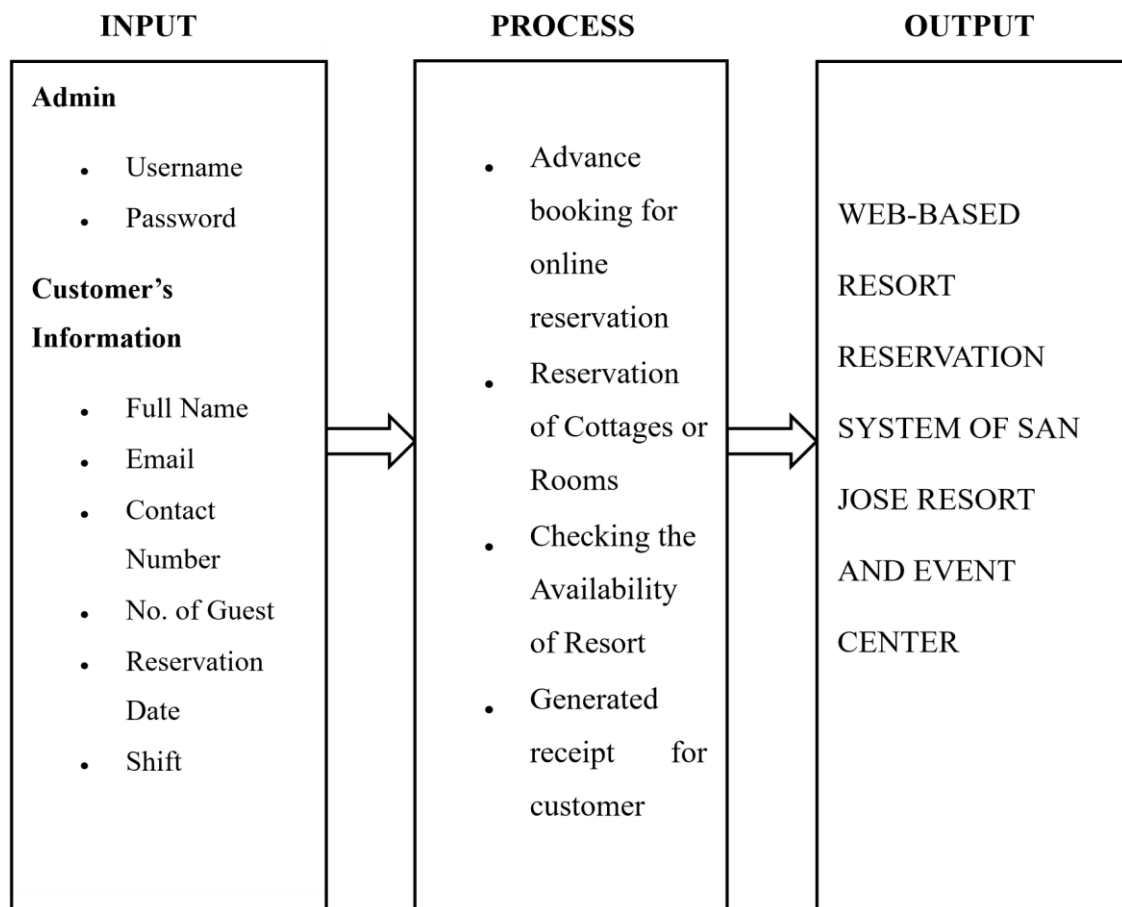 INPUT
Admin
• Username
• Password
Customer’s
Information
• Full Name
• Email
• Contact
Number
• No. of Guest
• Reservation
Date
• Shift
PROCESS
• Advance
booking for
online
reservation
• Reservation
of Cottages or
Rooms
• Checking the
Availability
of Resort
• Generated
receipt for
customer
OUTPUT
WEB-BASED
RESORT
RESERVATION
SYSTEM OF SAN
JOSE RESORT
AND EVENT
CENTER